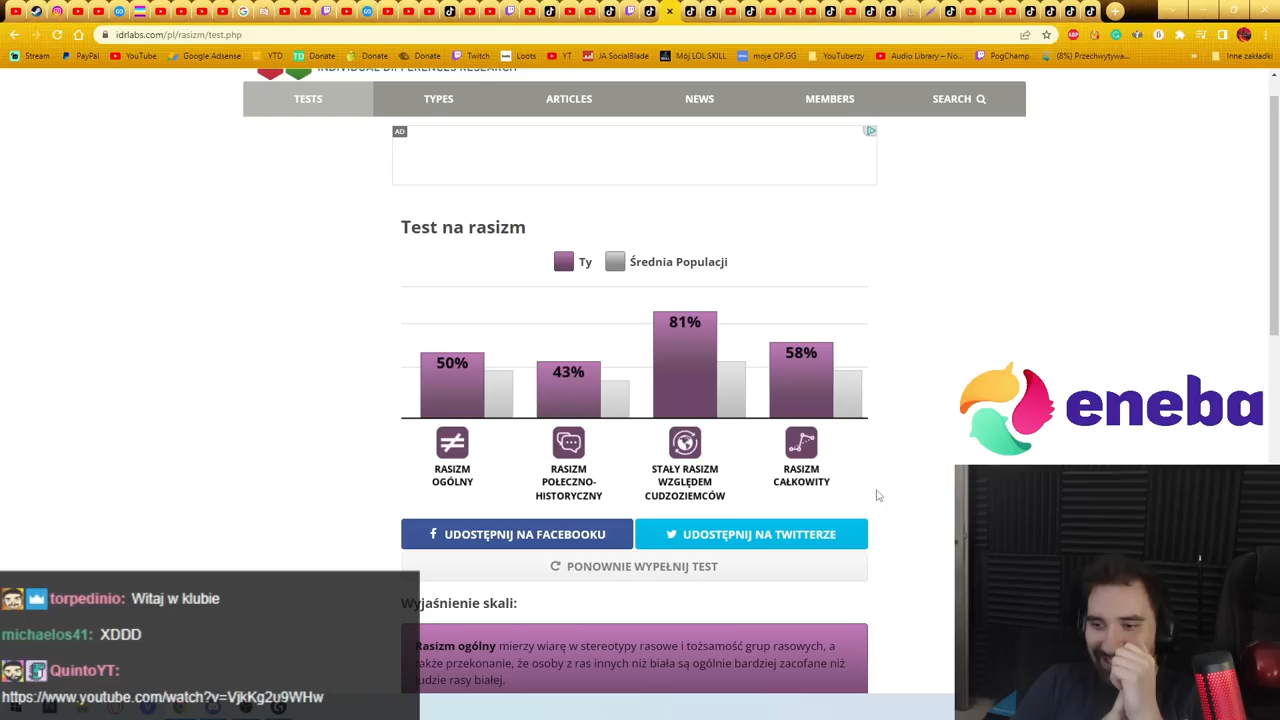 idrlabs.com/pl/rasizm/test.php
Stream PayPal YouTube Google Adsense YTD Donate Donate Donate Twitch Loots YT JA SocialBlade Mój LOL SKILL moje OP.GG YouTuberzy Audio Library – No... PogChamp (8%) Przechwytywa... » Inne zakładki
INDIVIDUAL DIFFERENCES RESEARCH
TESTS TYPES ARTICLES NEWS MEMBERS SEARCH
AD
Test na rasizm
Ty Średnia Populacji
50% 43% 81% 58%
RASIZM OGÓLNY
RASIZM POŁECZNO-HISTORYCZNY
STAŁY RASIZM WZGLĘDEM CUDZOZIEMCÓW
RASIZM CAŁKOWITY
eneba
UDOSTĘPNIJ NA FACEBOOKU UDOSTĘPNIJ NA TWITTERZE
PONOWNIE WYPEŁNIJ TEST
Wyjaśnienie skali:
Rasizm ogólny mierzy wiarę w stereotypy rasowe i tożsamość grup rasowych, a
także przekonanie, że osoby z ras innych niż biała są ogólnie bardziej zacofane niż
ludzie rasy białej.
torpedinio: Witaj w klubie
michaelos41: XDDD
QuintoYT:
https://www.youtube.com/watch?v=VjkKg2u9WHw